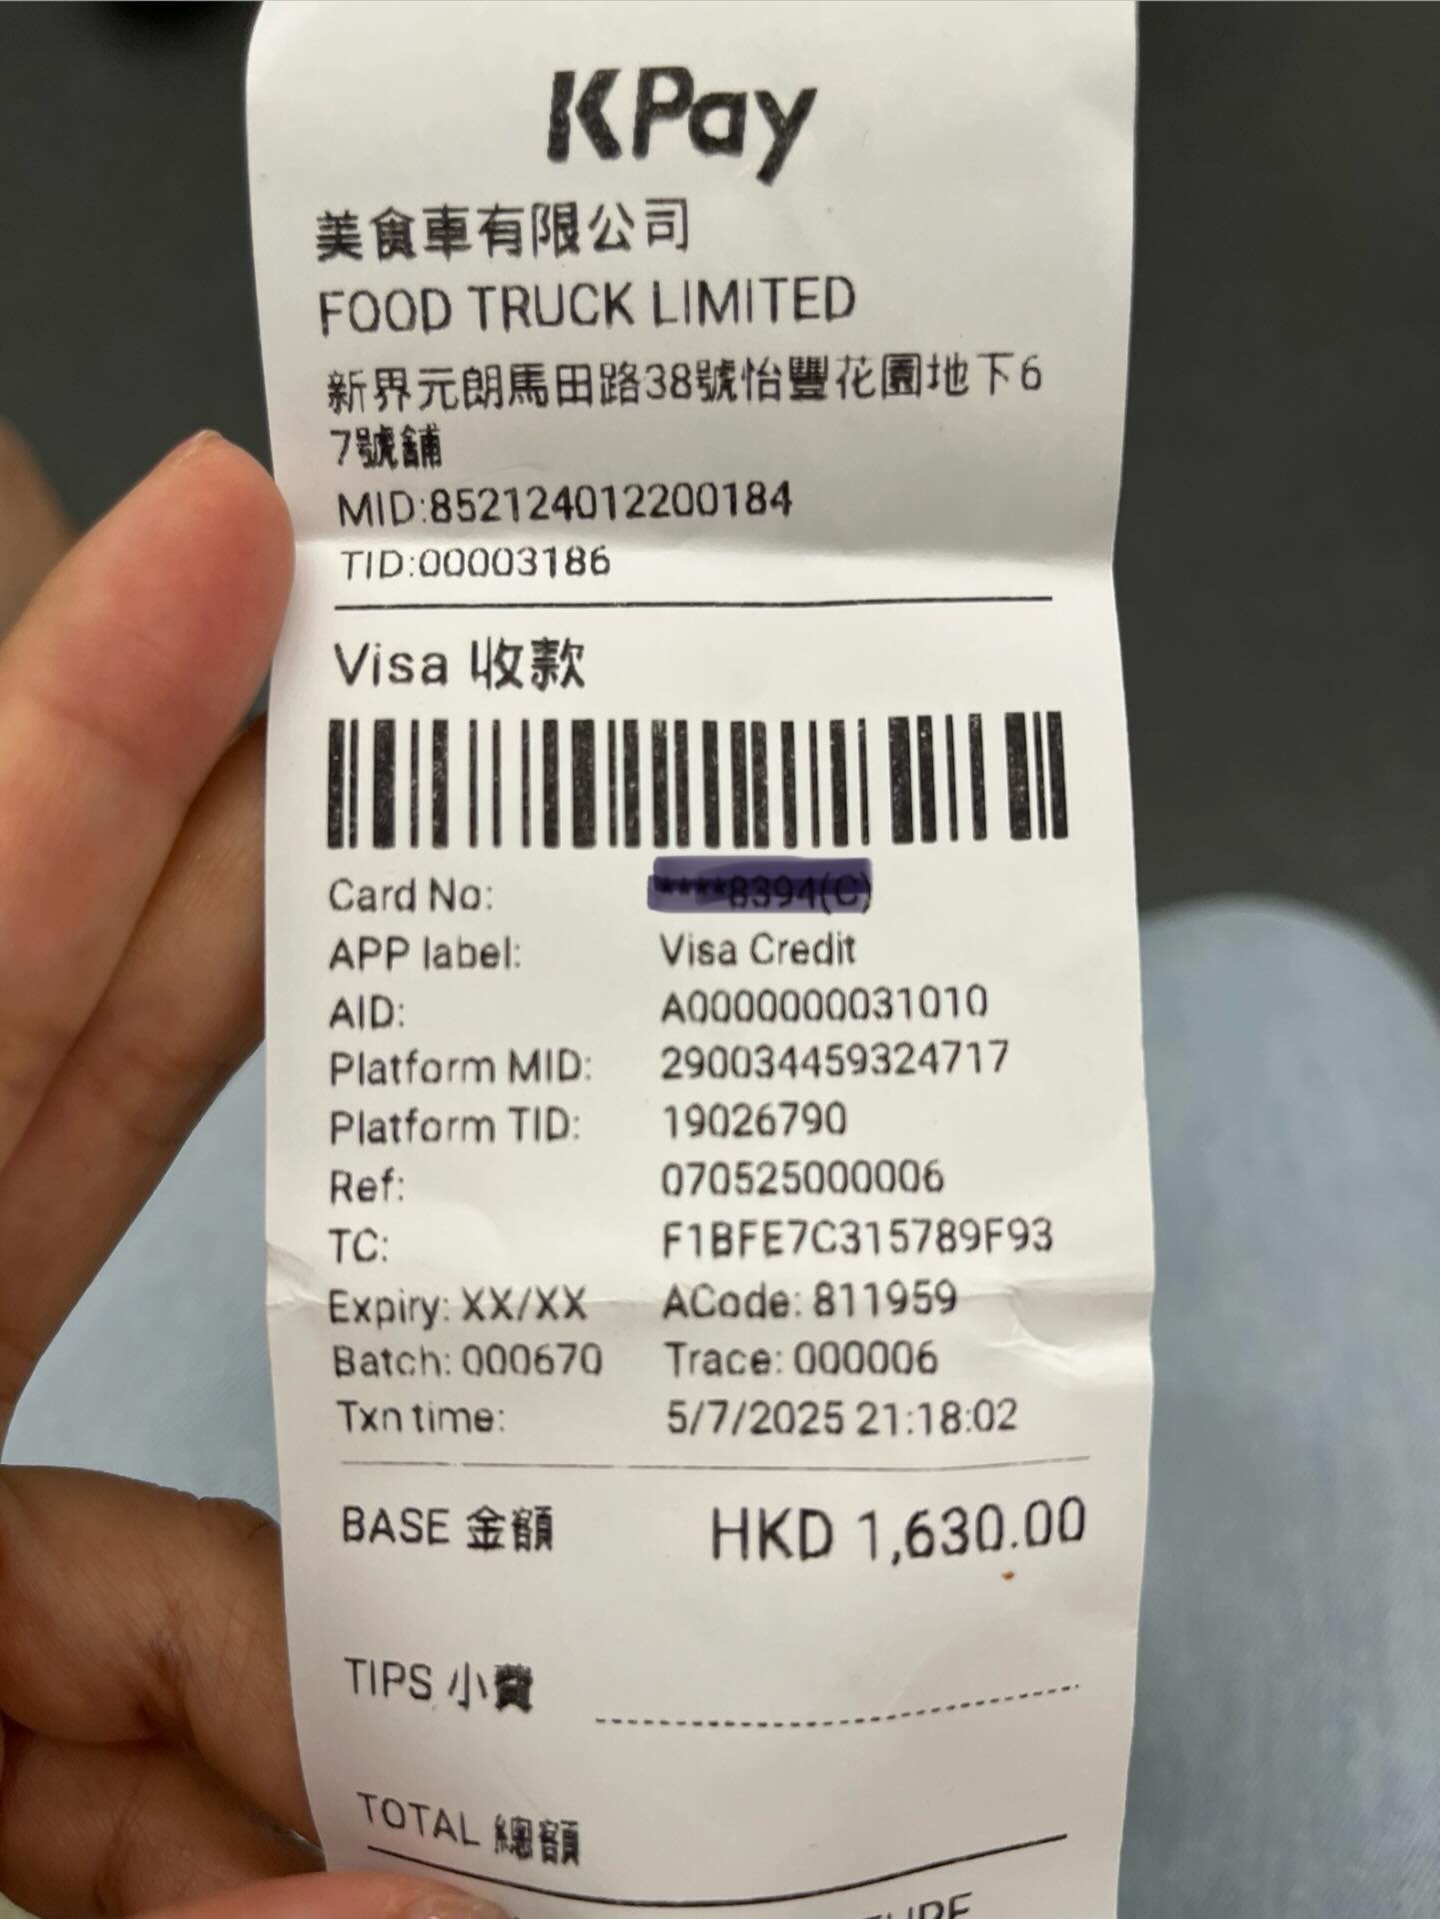 KPay
美食車有限公司
FOOD TRUCK LIMITED
新界元朗馬田路38號怡豐花園地下6
7號舖
MID:852124012200184
TID:00003186
Visa 收款
Card No: ****8394(C)
APP label: Visa Credit
AID: A0000000031010
Platform MID: 290034459324717
Platform TID: 19026790
Ref: 070525000006
TC: F1BFE7C315789F93
Expiry: XX/XX ACode: 811959
Batch: 000670 Trace: 000006
Txn time: 5/7/2025 21:18:02
BASE 金額 HKD 1,630.00
TIPS 小費
TOTAL 總額